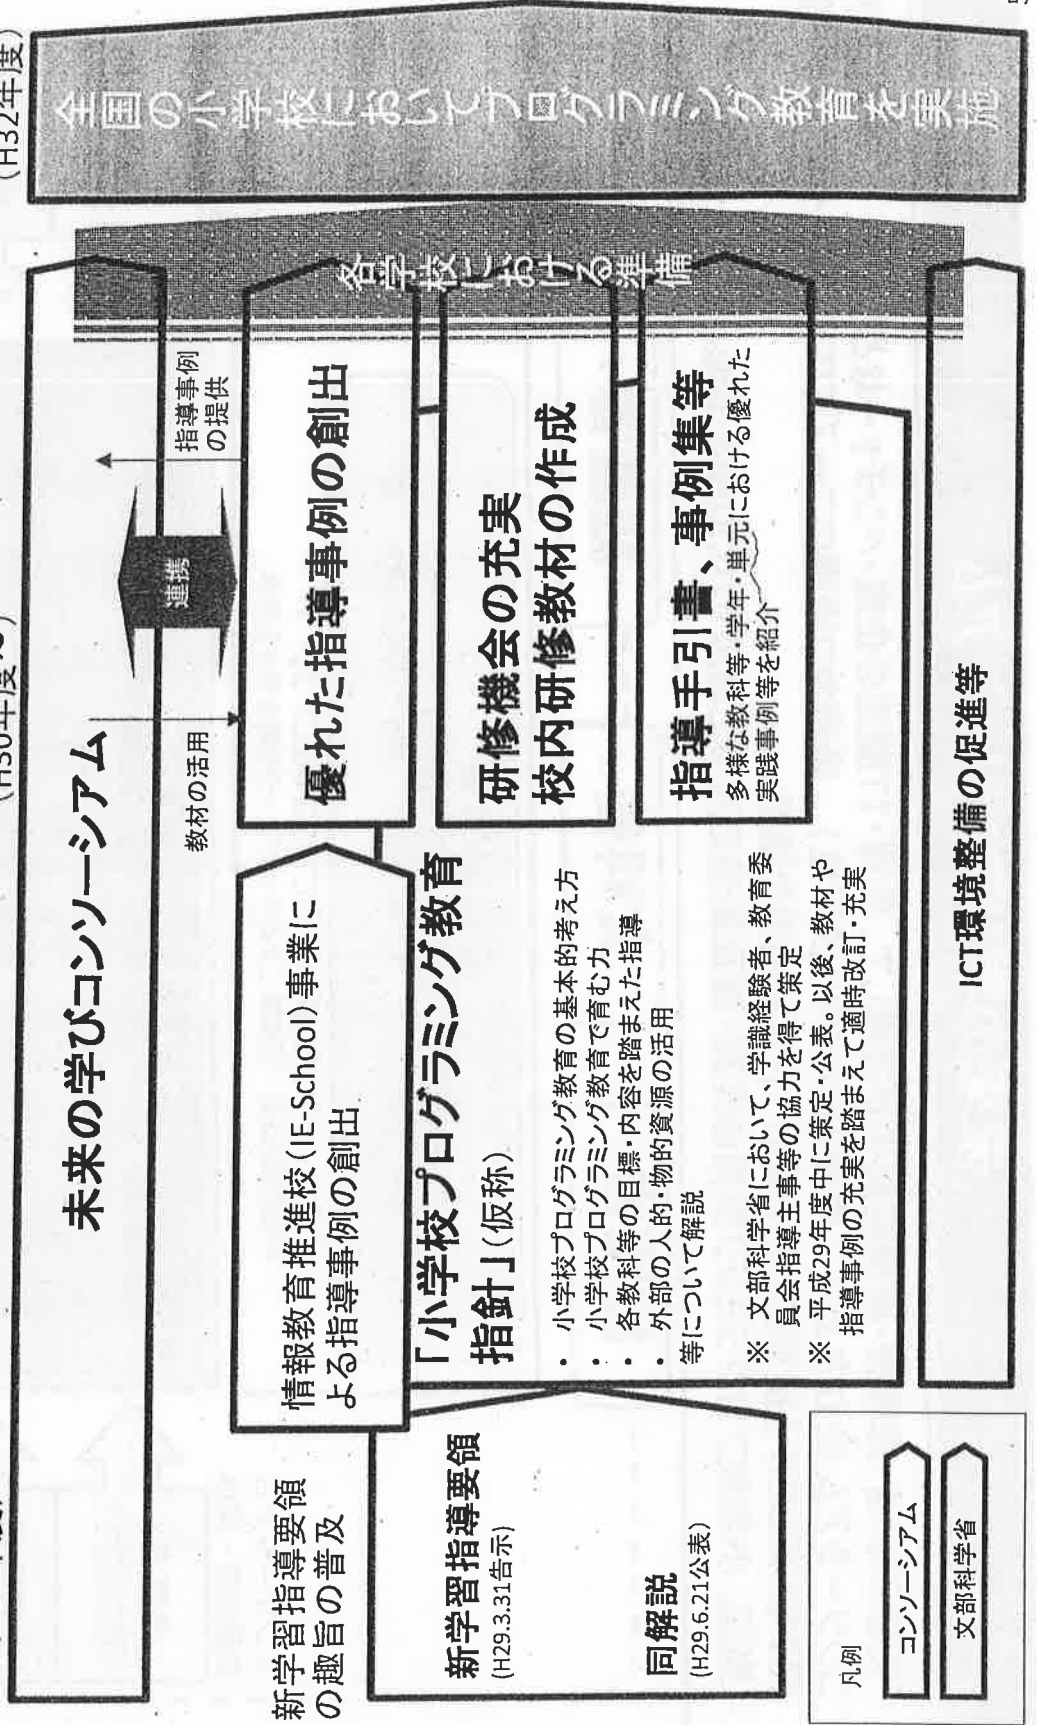 (H30年度～)
(H32年度)
未来の学びコンソーシアム
教材の活用
連携
指導事例
の提供
新学習指導要領
の趣旨の普及
情報教育推進校(IE-School)事業に
よる指導事例の創出
優れた指導事例の創出
新学習指導要領
(H29.3.31告示)
同解説
(H29.6.21公表)
「小学校プログラミング教育
指針」(仮称)
・ 小学校プログラミング教育の基本的考え方
・ 小学校プログラミング教育で育む力
・ 各教科等の目標・内容を踏まえた指導
・ 外部の人的・物的資源の活用
等について解説
※ 文部科学省において、学識経験者、教育委
員会指導主事等の協力を得て策定
※ 平成29年度中に策定・公表。以後、教材や
指導事例の充実を踏まえて適時改訂・充実
研修機会の充実
校内研修教材の作成
指導手引書、事例集等
多様な教科等・学年・単元における優れた
実践事例等を紹介
各学校における準備
全国の小学校においてプログラミング教育を実施
ICT環境整備の促進等
凡例
コンソーシアム
文部科学省